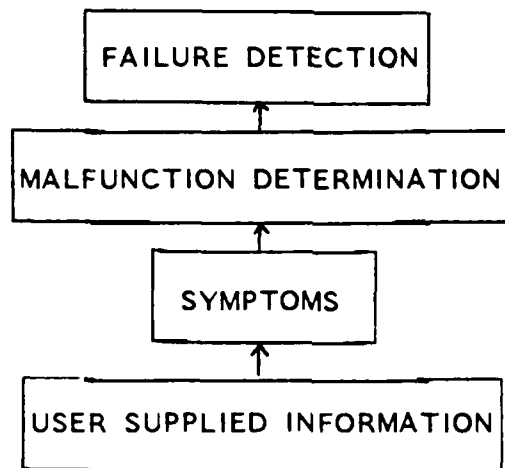 FAILURE DETECTION
MALFUNCTION DETERMINATION
SYMPTOMS
USER SUPPLIED INFORMATION